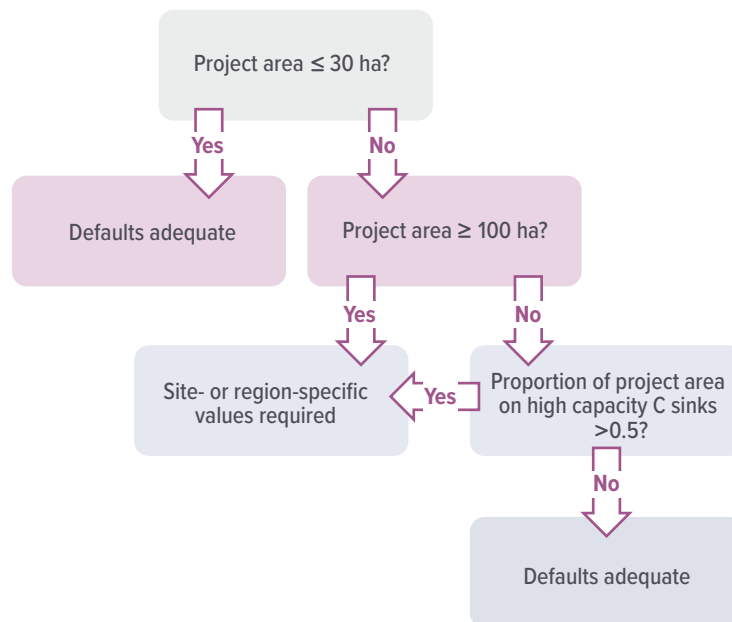 Project area ≤ 30 ha?
Yes
No
Defaults adequate
Project area ≥ 100 ha?
Yes
No
Site- or region-specific
values required
Yes
Proportion of project area
on high capacity C sinks
>0.5?
No
Defaults adequate